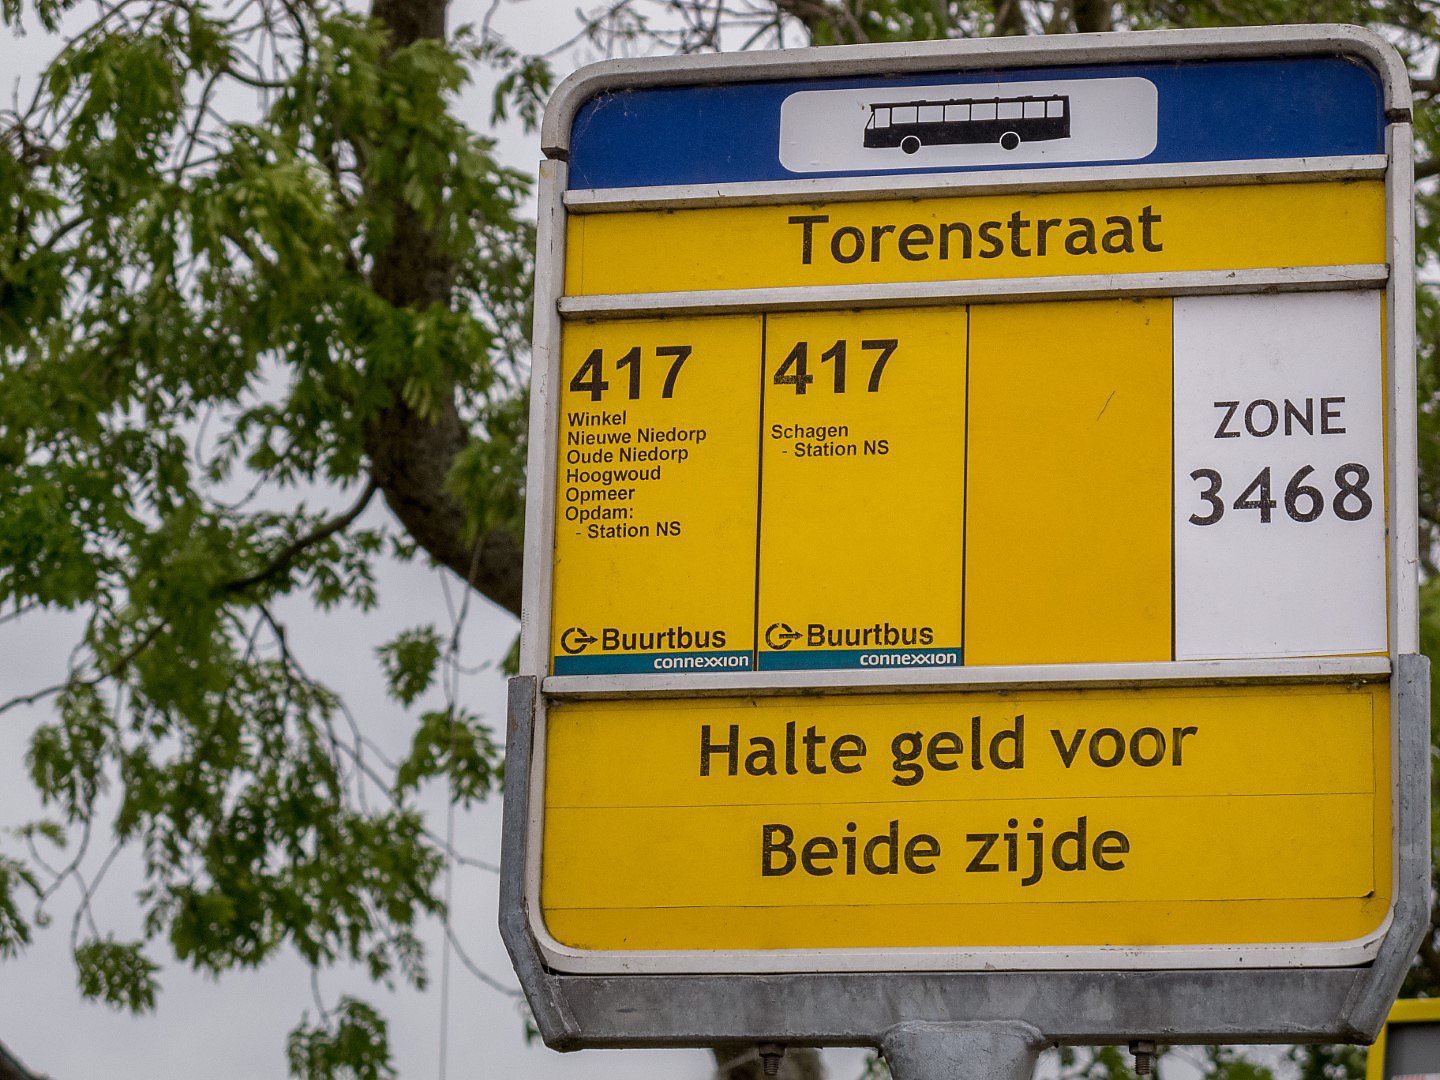 Torenstraat
417
Winkel
Nieuwe Niedorp
Oude Niedorp
Hoogwoud
Opmeer
Opdam:
- Station NS
Buurtbus
connexxion
417
Schagen
- Station NS
Buurtbus
connexxion
ZONE
3468
Halte geld voor
Beide zijde